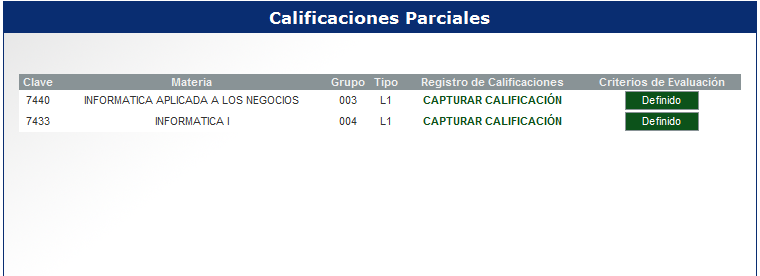 Calificaciones Parciales
Clave Materia Grupo Tipo Registro de Calificaciones Criterios de Evaluación
7440 INFORMATICA APLICADA A LOS NEGOCIOS 003 L1 CAPTURAR CALIFICACIÓN Definido
7433 INFORMATICA I 004 L1 CAPTURAR CALIFICACIÓN Definido